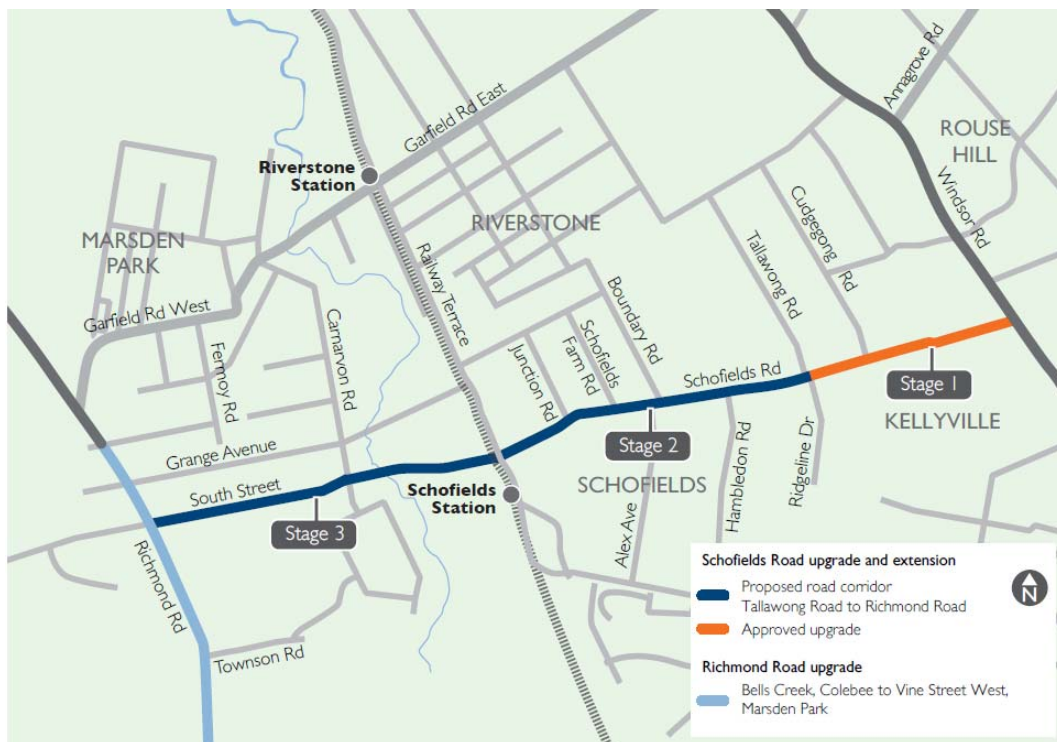 Annagrove Rd
ROUSE
HILL
Garfield Rd East
Riverstone
Station
Windsor Rd
Cudgegong Rd
RIVERSTONE
MARSDEN
PARK
Tallawong Rd
Railway Terrace
Boundary Rd
Garfield Rd West
Carnarvon Rd
Fermoy Rd
Schofields
Farm Rd
Junction Rd
Schofields Rd
Stage 1
KELLYVILLE
Stage 2
Grange Avenue
South Street
Schofields
Station
SCHOFIELDS
Hambledon Rd
Ridgeline Dr
Stage 3
Alex Ave
Richmond Rd
Townson Rd
Schofields Road upgrade and extension
Proposed road corridor
Tallawong Road to Richmond Road
Approved upgrade
N
Richmond Road upgrade
Bells Creek, Colebee to Vine Street West,
Marsden Park